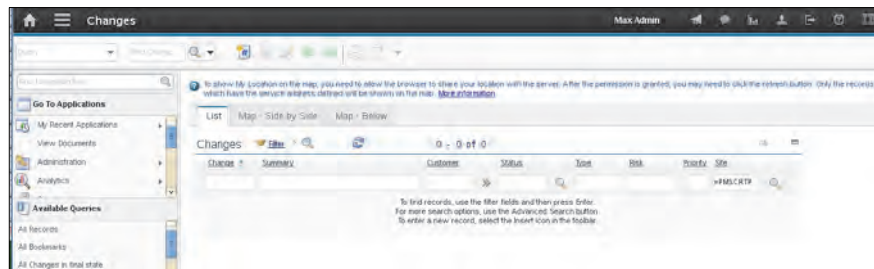 Changes
Max Admin
Find Navigation Item
Go To Applications
My Recent Applications
View Documents
Administration
Analytics
Available Queries
All Records
All Bookmarks
All Changes in final state
To show My Location on the map, you need to allow the browser to share your location with the server. After the permission is granted, you may need to click the refresh button. Only the records
which have the service address defined will be shown on the map. More information
List Map - Side by Side Map - Below
Changes Filter 0 - 0 of 0
Change Summary Customer Status Type Risk Priority Site
=PMSCRTP
To find records, use the filter fields and then press Enter.
For more search options, use the Advanced Search button.
To enter a new record, select the Insert icon in the toolbar.